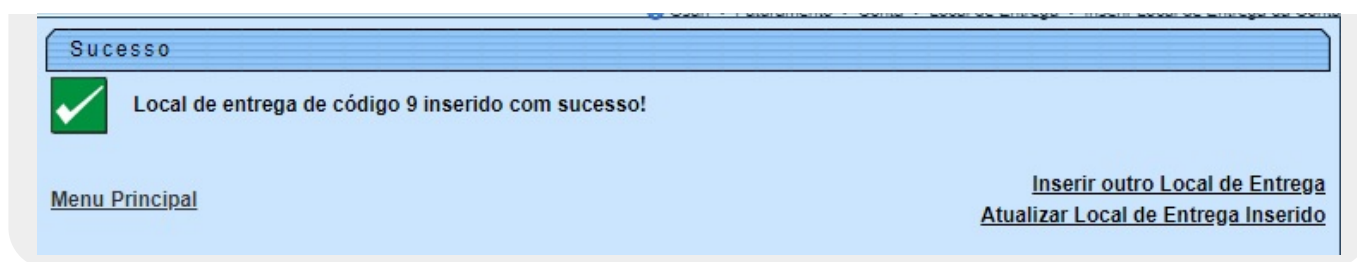 Sucesso
Local de entrega de código 9 inserido com sucesso!
Menu Principal
Inserir outro Local de Entrega
Atualizar Local de Entrega Inserido